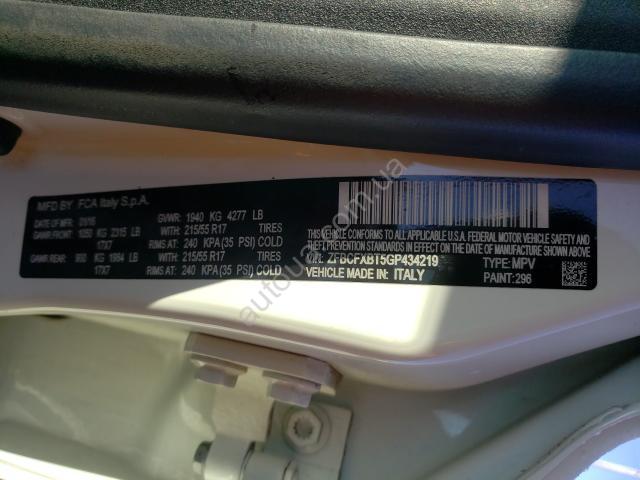 MFD BY: FCA Italy S.p.A.
DATE OF MFR: 01/16 GVWR: 1940 KG 4277 LB
GAWR FRONT: 1050 KG 2315 LB WITH: 215/55 R17 TIRES
17X7 RIMS AT: 240 KPA(35 PSI) COLD
GAWR REAR: 900 KG 1984 LB WITH: 215/55 R17 TIRES
17X7 RIMS AT: 240 KPA(35 PSI) COLD
THIS VEHICLE CONFORMS TO ALL APPLICABLE U.S.A.
FEDERAL MOTOR VEHICLE SAFETY, BUMPER, AND THEFT
PREVENTION STANDARDS IN EFFECT ON THE DATE OF
MANUFACTURE SHOWN ABOVE.
VIN: ZFBCFXBT5GP434219 TYPE: MPV
VEHICLE MADE IN: ITALY PAINT: 296
autoua.com.ua